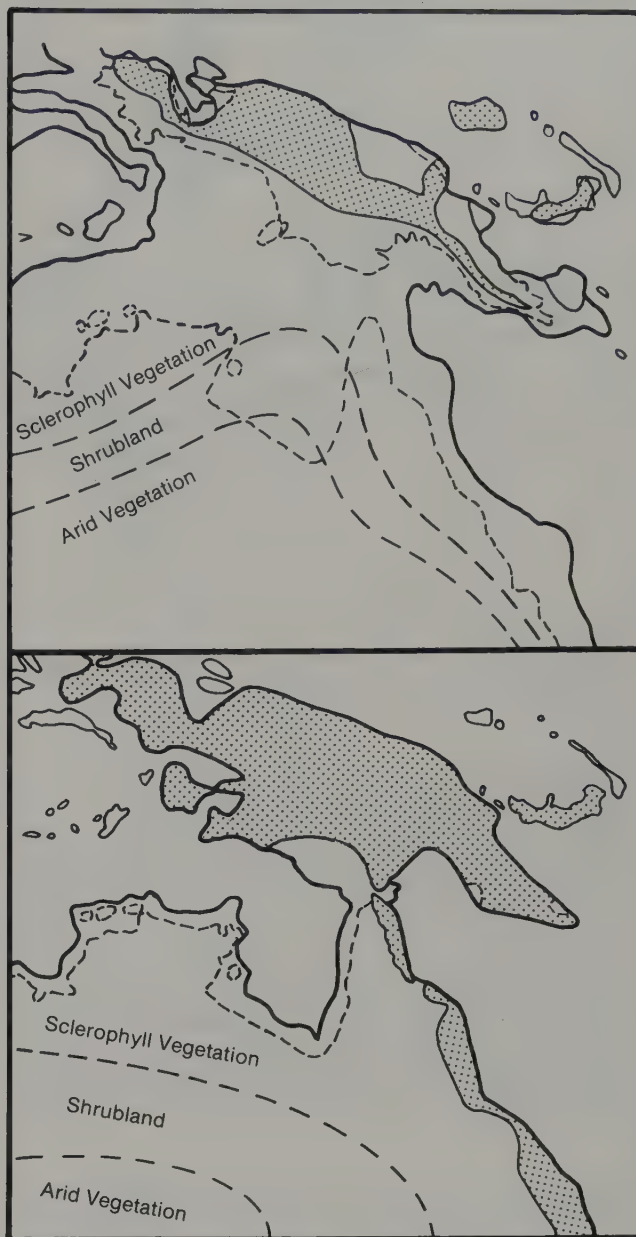 Sclerophyll Vegetation
Shrubland
Arid Vegetation
Sclerophyll Vegetation
Shrubland
Arid Vegetation